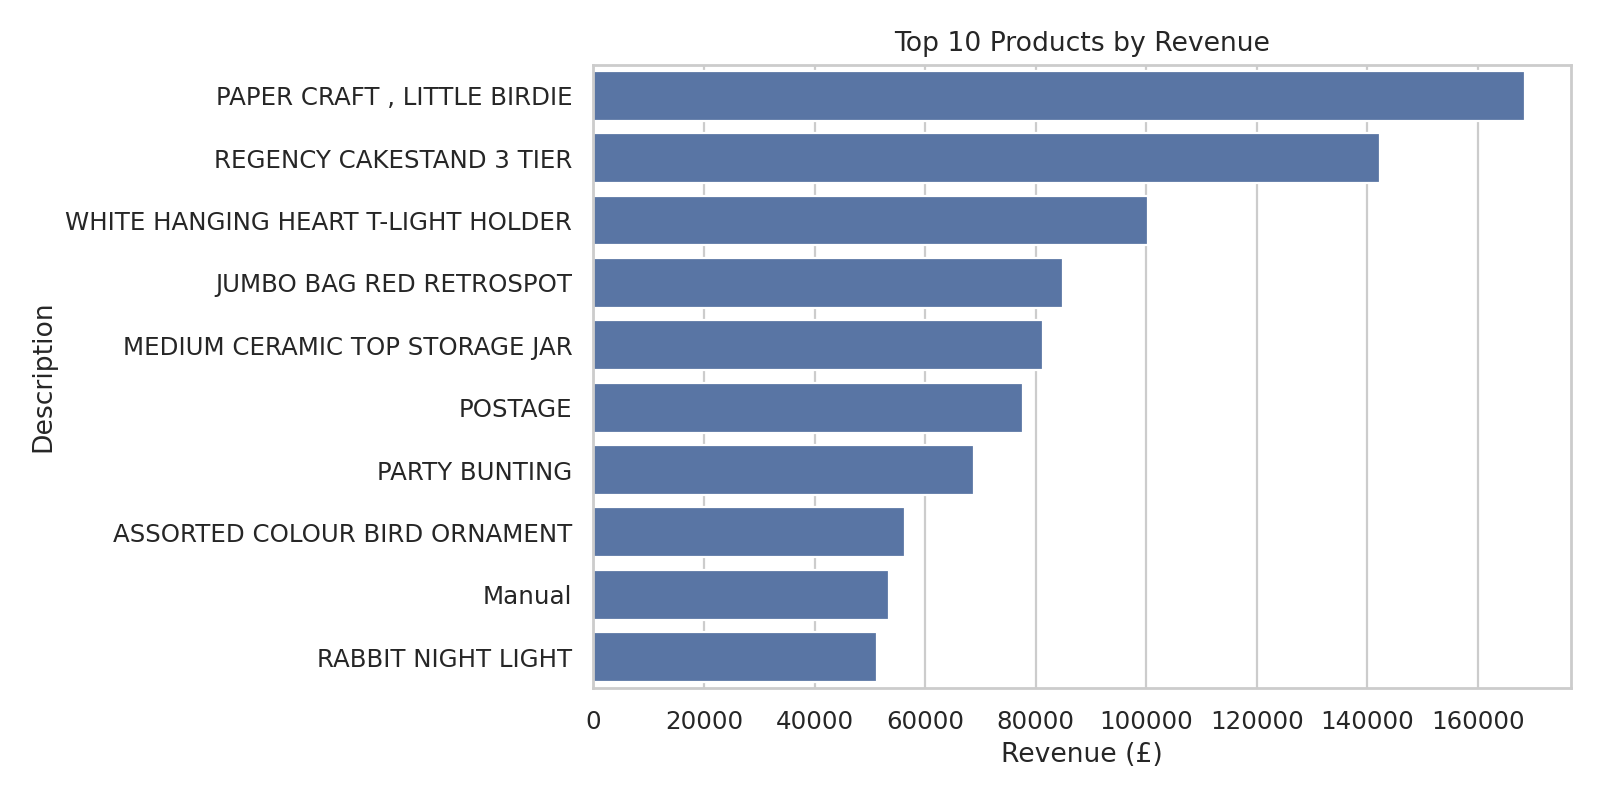 Top 10 Products by Revenue
PAPER CRAFT , LITTLE BIRDIE
REGENCY CAKESTAND 3 TIER
WHITE HANGING HEART T-LIGHT HOLDER
JUMBO BAG RED RETROSPOT
MEDIUM CERAMIC TOP STORAGE JAR
POSTAGE
PARTY BUNTING
ASSORTED COLOUR BIRD ORNAMENT
Manual
RABBIT NIGHT LIGHT
Description
0 20000 40000 60000 80000 100000 120000 140000 160000
Revenue (£)